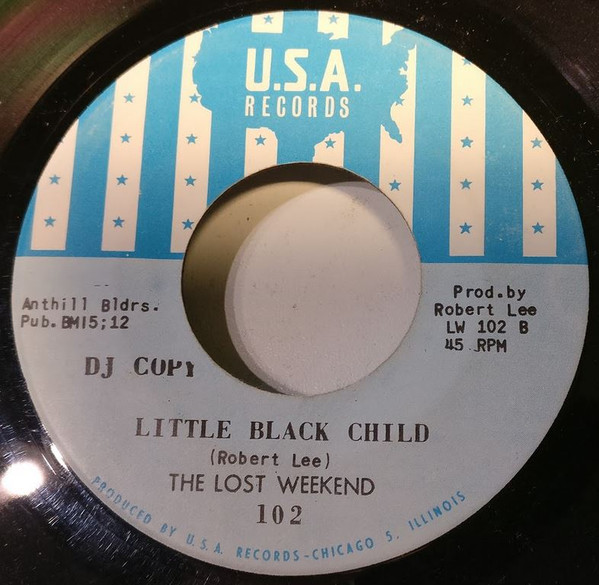 U.S.A.
RECORDS
Anthill Bldrs.
Pub.BMI5;12
Prod.by
Robert Lee
LW 102 B
45 RPM
DJ COPY
LITTLE BLACK CHILD
(Robert Lee)
THE LOST WEEKEND
102
PRODUCED BY U.S.A. RECORDS-CHICAGO 5, ILLINOIS